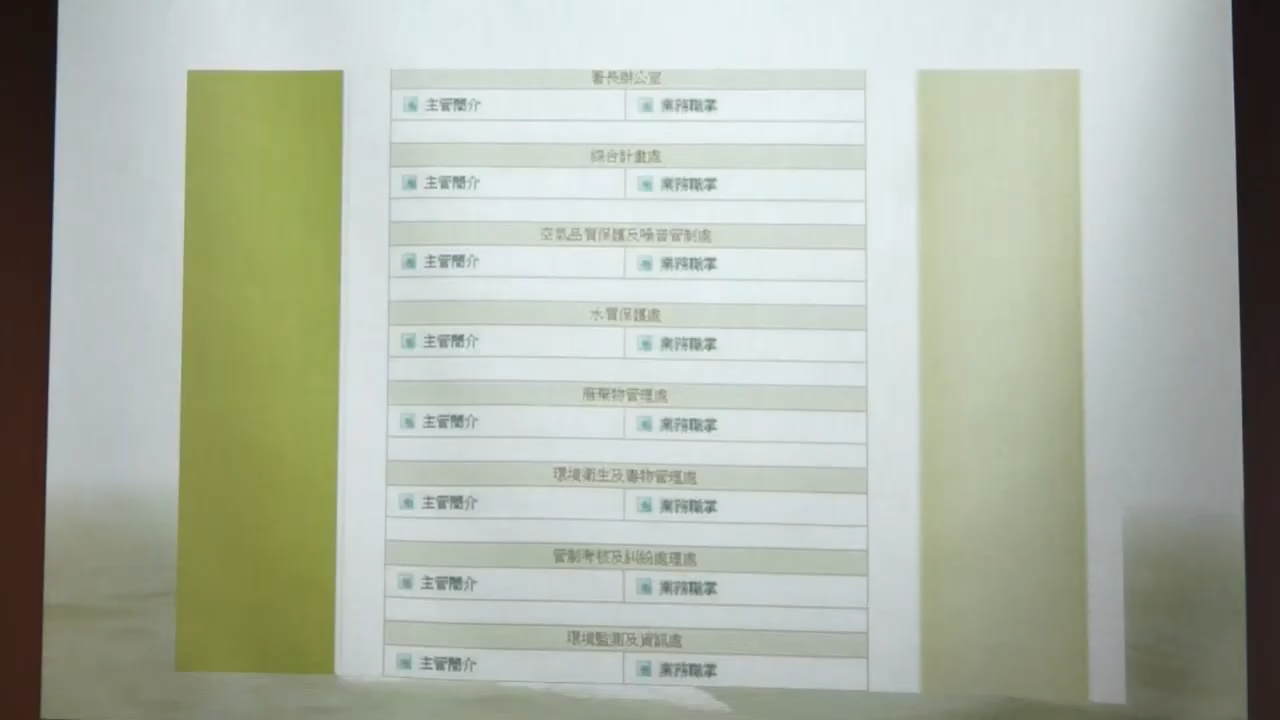 署長辦公室
主管簡介 業務職掌
綜合計畫處
主管簡介 業務職掌
空氣品質保護及噪音管制處
主管簡介 業務職掌
水質保護處
主管簡介 業務職掌
廢棄物管理處
主管簡介 業務職掌
環境衛生及毒物管理處
主管簡介 業務職掌
管制考核及糾紛處理處
主管簡介 業務職掌
環境監測及資訊處
主管簡介 業務職掌